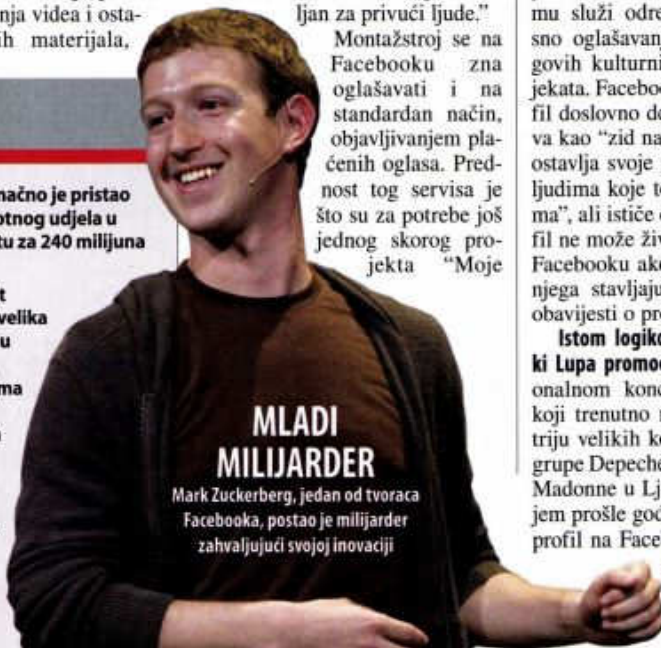 nja videa i osta-
ih materijala,
mačno je pristao
otnog udjela u
tu za 240 milijuna
t
velika
u
ma
ljan za privući ljude.”
Montažstroj se na
Facebooku zna
oglašavati i na
standardan način,
objavljivanjem pla-
ćenih oglasa. Pred-
nost tog servisa je
što su za potrebe još
jednog skorog pro-
jekta “Moje
MLADI
MILIJARDER
Mark Zuckerberg, jedan od tvoraca
Facebooka, postao je milijarder
zahvaljujući svojoj inovaciji
mu služi odre
sno oglašavan
govih kulturni
jekata. Faceboo
fil doslovno do
va kao “zid na
ostavlja svoje
ljudima koje to
ma”, ali ističe
fil ne može živ
Facebooku ako
njega stavljaju
obavijesti o pro
Istom logiko
ki Lupa promoc
onalnom konc
koji trenutno
triju velikih ko
grupe Depeche
Madonne u Lj
jem prošle god
profil na Faceb